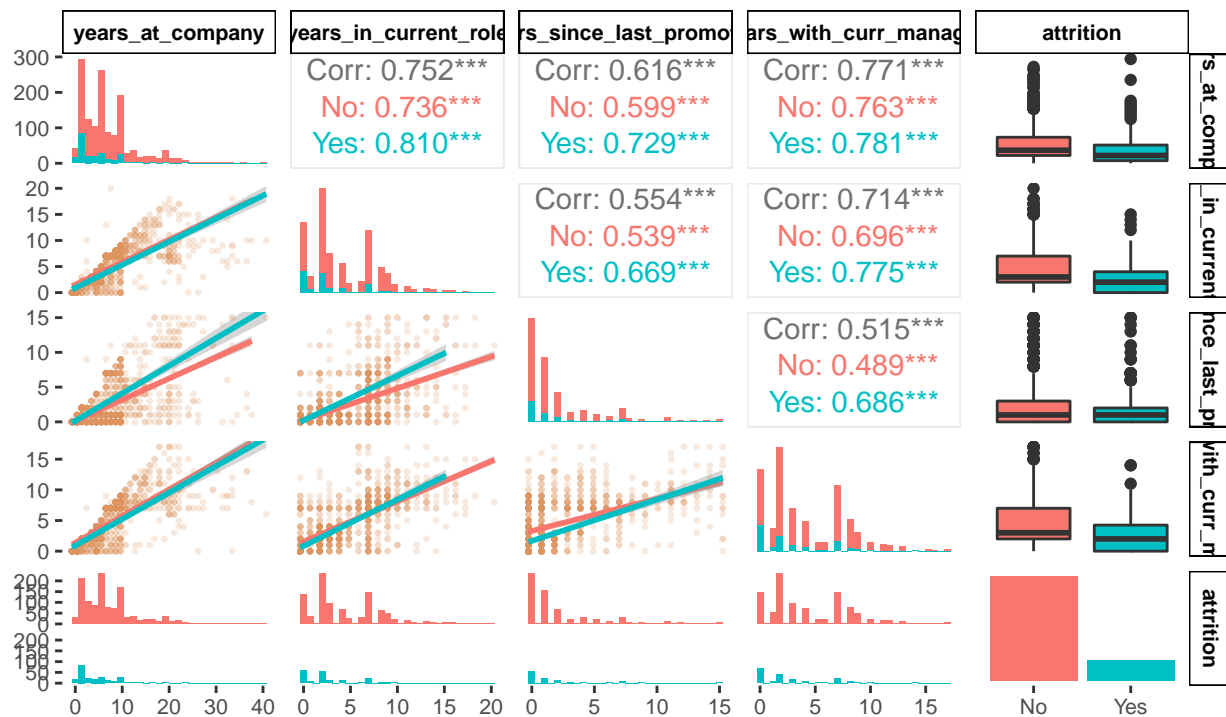 years_at_company
years_in_current_role
rs_since_last_promo
ars_with_curr_manag
attrition
300
200
100
0
Corr: 0.752***
No: 0.736***
Yes: 0.810***
Corr: 0.616***
No: 0.599***
Yes: 0.729***
Corr: 0.771***
No: 0.763***
Yes: 0.781***
rs_at_comp
20
15
10
5
0
Corr: 0.554***
No: 0.539***
Yes: 0.669***
Corr: 0.714***
No: 0.696***
Yes: 0.775***
_in_current
15
10
5
0
Corr: 0.515***
No: 0.489***
Yes: 0.686***
nce_last_pr
15
10
5
0
with_curr_m
200
150
100
50
0
200
150
100
50
0
attrition
0 10 20 30 40
0 5 10 15 20
0 5 10 15
0 5 10 15
No Yes